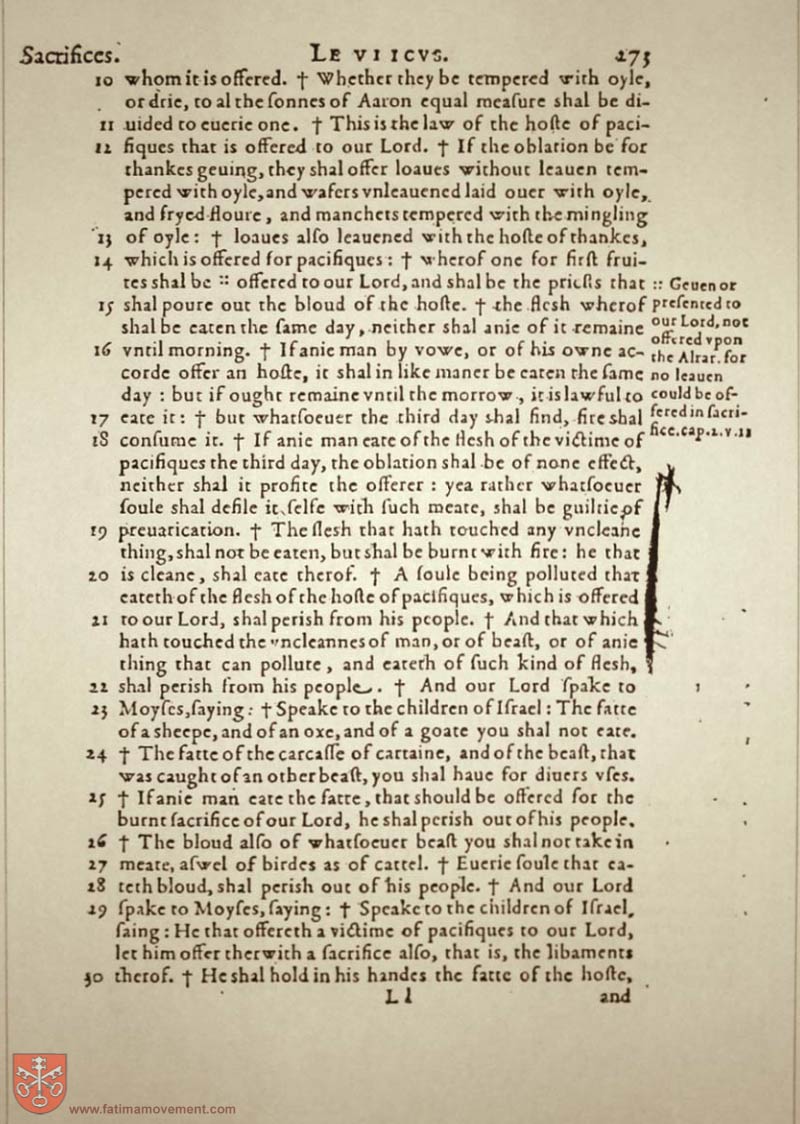 Sacrifices. LEVIICVS. 273
10 whom it is offered. † Whether they be tempered with oyle,
or drie, to al the sonnes of Aaron equal measure shal be di-
11 uided to euerie one. † This is the law of the hoste of paci-
12 fiques that is offered to our Lord. † If the oblation be for
thankes geuing, they shal offer loaues without leauen tem-
pered with oyle, and wafers vnleauened laid ouer with oyle,
and fryed floure, and manchets tempered with the mingling
13 of oyle: † loaues also leauened with the hoste of thankes,
14 which is offered for pacifiques: † wherof one for first frui-
tes shal be :: offered to our Lord, and shal be the priests that
15 shal poure out the bloud of the hoste. † the flesh wherof
shal be eaten the same day, neither shal anie of it remaine
16 vntil morning. † If anie man by vowe, or of his owne ac-
corde offer an hoste, it shal in like maner be eaten the same
day: but if ought remaine vntil the morrow, it is lawful to
17 eate it: † but whatsoeuer the third day shal find, fire shal
18 consume it. † If anie man eate of the flesh of the victime of
pacifiques the third day, the oblation shal be of none effect,
neither shal it profite the offerer: yea rather whatsoeuer
soule shal defile it selfe with such meate, shal be guiltie of
19 preuarication. † The flesh that hath touched any vncleane
thing, shal not be eaten, but shal be burnt with fire: he that
20 is cleane, shal eate therof. † A soule being polluted that
eateth of the flesh of the hoste of pacifiques, which is offered
21 to our Lord, shal perish from his people. † And that which
hath touched the vncleannes of man, or of beast, or of anie
thing that can pollute, and eateth of such kind of flesh,
22 shal perish from his people. † And our Lord spake to
23 Moyses, saying: † Speake to the children of Israel: The fatte
of a sheepe, and of an oxe, and of a goate you shal not eate.
24 † The fatte of the carcasse of cartaine, and of the beast, that
was caught of an other beast, you shal haue for diuers vses.
25 † If anie man eate the fatte, that should be offered for the
burnt sacrifice of our Lord, he shal perish out of his people.
26 † The bloud also of whatsoeuer beast you shal not take in
27 meate, aswel of birdes as of cattel. † Euerie soule that ea-
28 teth bloud, shal perish out of his people. † And our Lord
29 spake to Moyses, saying: † Speake to the children of Israel,
saing: He that offereth a victime of pacifiques to our Lord,
let him offer therwith a sacrifice also, that is, the libaments
30 therof. † He shal hold in his handes the fatte of the hoste,
Ll and
:: Geuen or
presented to
our Lord, not
offered vpon
the Altar. for
no leauen
could be of-
fered in sacri-
fice. cap. 2. v. 11
www.fatimamovement.com